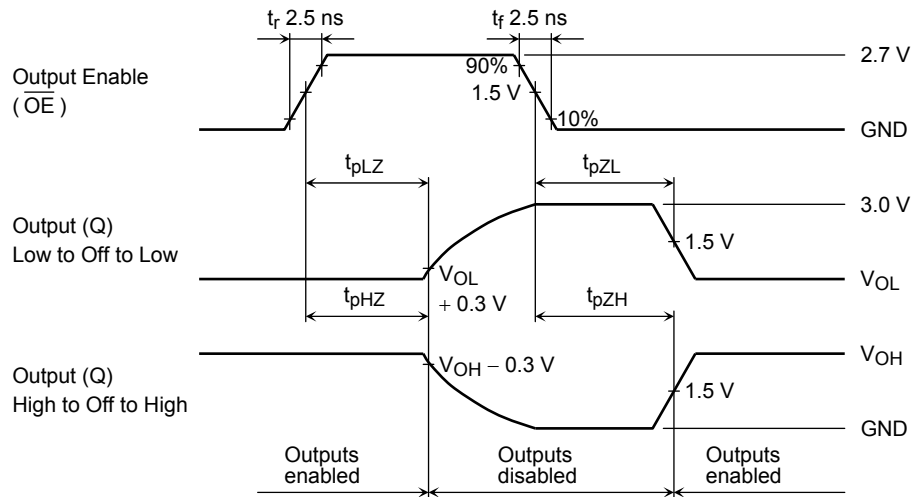 tr 2.5 ns
tf 2.5 ns
Output Enable
( OE )
90%
1.5 V
10%
2.7 V
GND
tpLZ
tpZL
Output (Q)
Low to Off to Low
3.0 V
1.5 V
VOL
+ 0.3 V
VOL
tpHZ
tpZH
Output (Q)
High to Off to High
VOH − 0.3 V
VOH
1.5 V
GND
Outputs
enabled
Outputs
disabled
Outputs
enabled